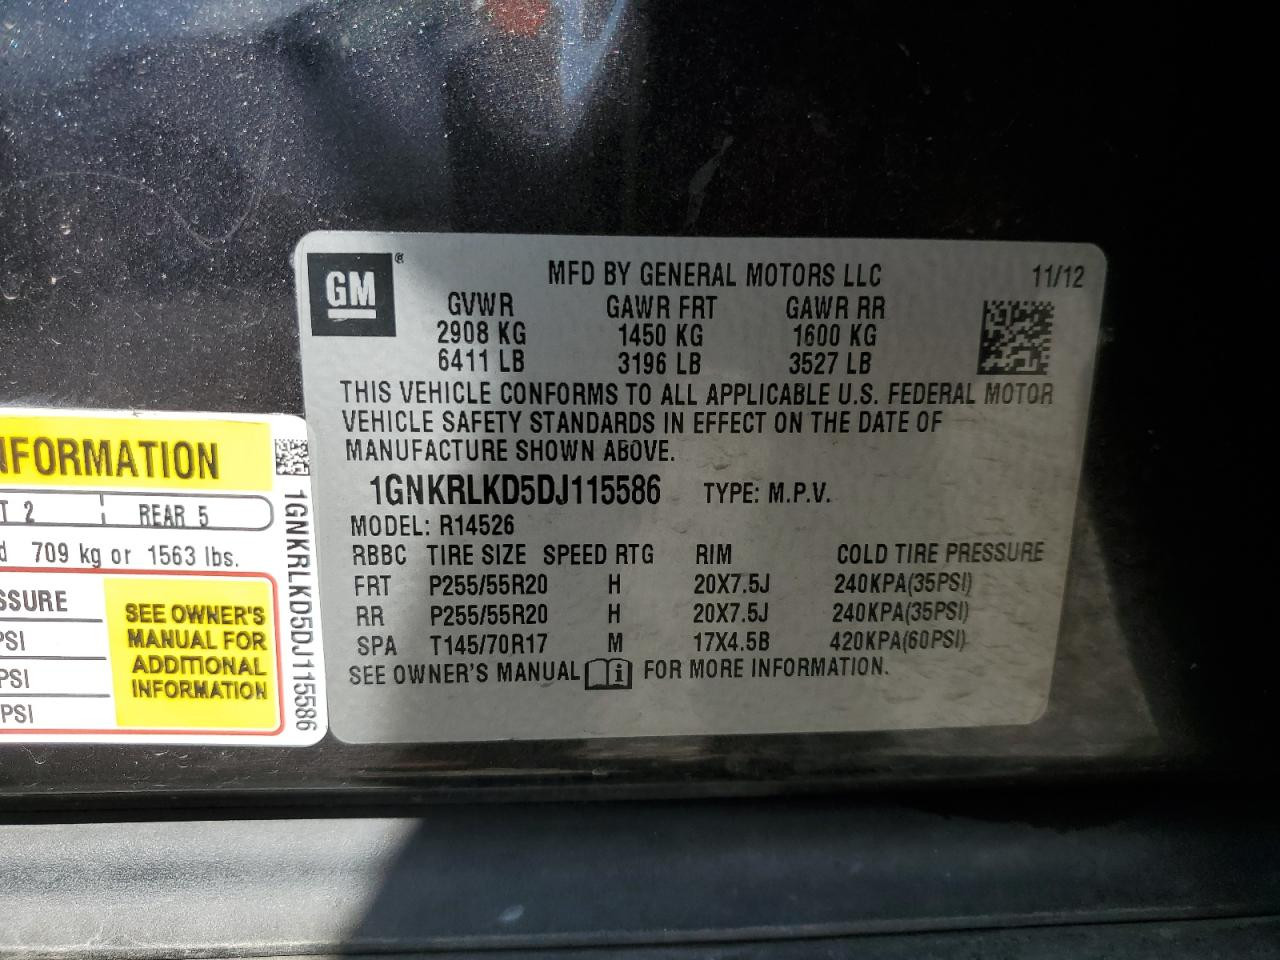 GM
®
MFD BY GENERAL MOTORS LLC
11/12
GVWR GAWR FRT GAWR RR
2908 KG 1450 KG 1600 KG
6411 LB 3196 LB 3527 LB
THIS VEHICLE CONFORMS TO ALL APPLICABLE U.S. FEDERAL MOTOR
VEHICLE SAFETY STANDARDS IN EFFECT ON THE DATE OF
MANUFACTURE SHOWN ABOVE.
1GNKRLKD5DJ115586 TYPE: M.P.V.
MODEL: R14526
RBBC TIRE SIZE SPEED RTG RIM COLD TIRE PRESSURE
FRT P255/55R20 H 20X7.5J 240KPA(35PSI)
RR P255/55R20 H 20X7.5J 240KPA(35PSI)
SPA T145/70R17 M 17X4.5B 420KPA(60PSI)
SEE OWNER'S MANUAL i FOR MORE INFORMATION.
NFORMATION
T 2 REAR 5
d 709 kg or 1563 lbs.
SSURE
PSI
PSI
PSI
SEE OWNER'S
MANUAL FOR
ADDITIONAL
INFORMATION
1GNKRLKD5DJ115586